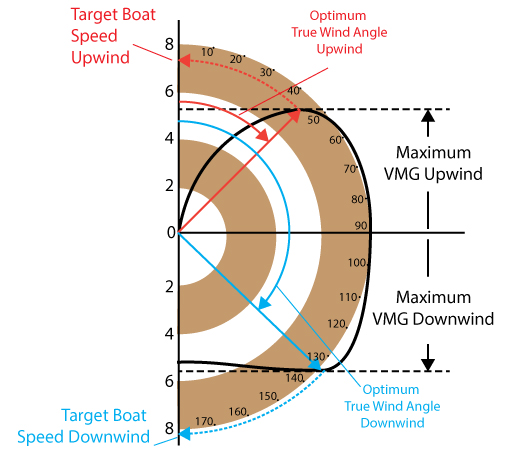 Target Boat
Speed
Upwind
Optimum
True Wind Angle
Upwind
8
6
4
2
0
2
4
6
8
10
20
30
40
50
60
70
80
90
100
110
120
130
140
150
160
170
Maximum
VMG Upwind
Maximum
VMG Downwind
Optimum
True Wind Angle
Downwind
Target Boat
Speed Downwind